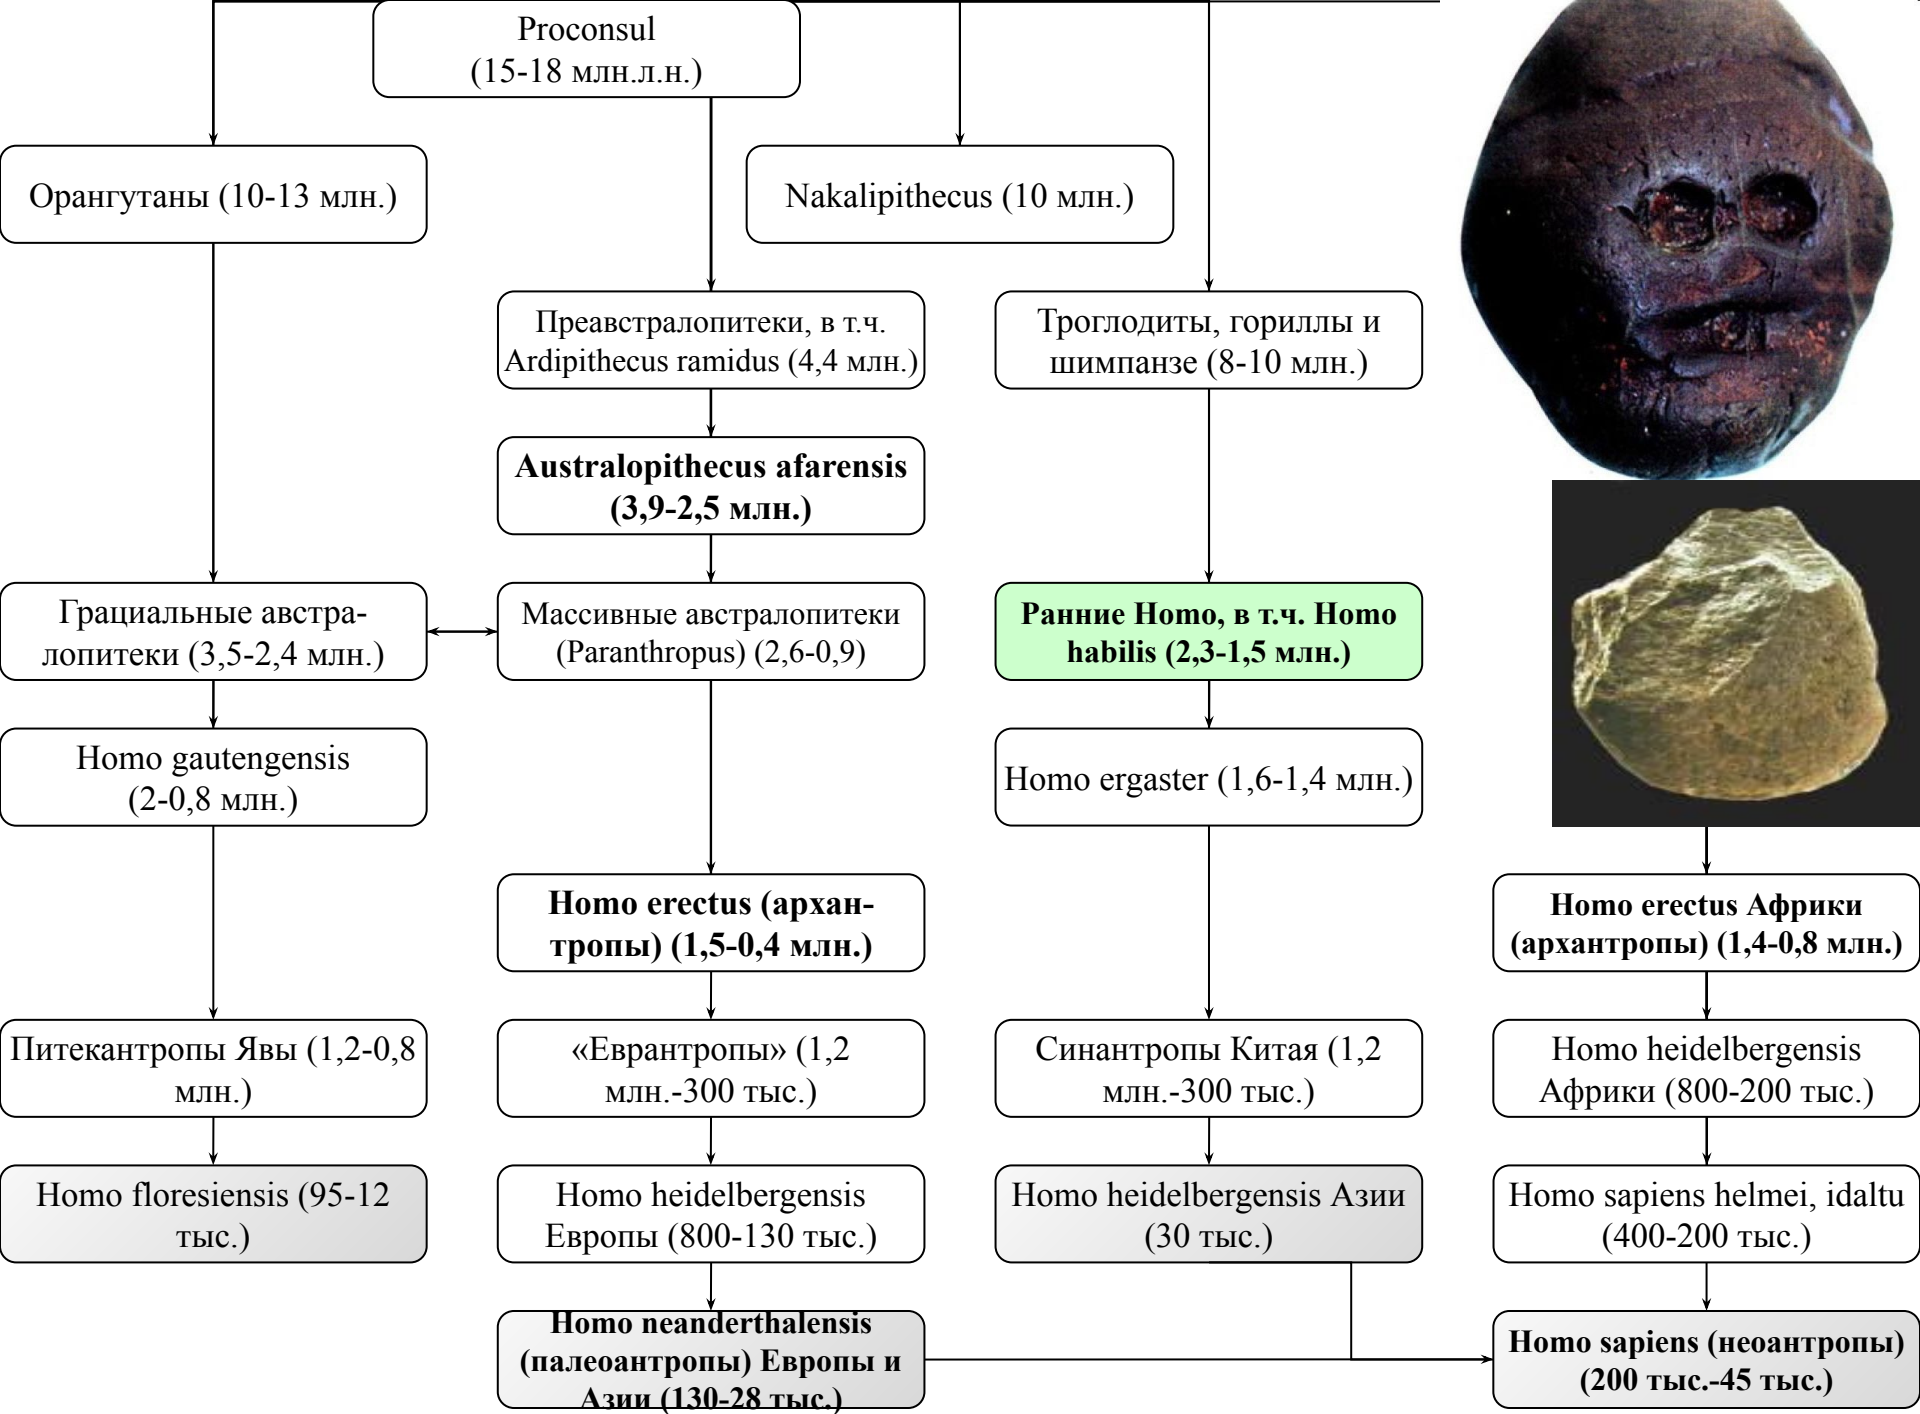 Proconsul
(15-18 млн.л.н.)
Орангутаны (10-13 млн.)
Nakalipithecus (10 млн.)
Преавстралопитеки, в т.ч.
Ardipithecus ramidus (4,4 млн.)
Троглодиты, гориллы и
шимпанзе (8-10 млн.)
Australopithecus afarensis
(3,9-2,5 млн.)
Грациальные австра-
лопитеки (3,5-2,4 млн.)
Массивные австралопитеки
(Paranthropus) (2,6-0,9)
Ранние Homo, в т.ч. Homo
habilis (2,3-1,5 млн.)
Homo gautengensis
(2-0,8 млн.)
Homo ergaster (1,6-1,4 млн.)
Homo erectus (архан-
тропы) (1,5-0,4 млн.)
Homo erectus Африки
(архантропы) (1,4-0,8 млн.)
Питекантропы Явы (1,2-0,8
млн.)
«Еврантропы» (1,2
млн.-300 тыс.)
Синантропы Китая (1,2
млн.-300 тыс.)
Homo heidelbergensis
Африки (800-200 тыс.)
Homo floresiensis (95-12
тыс.)
Homo heidelbergensis
Европы (800-130 тыс.)
Homo heidelbergensis Азии
(30 тыс.)
Homo sapiens helmei, idaltu
(400-200 тыс.)
Homo neanderthalensis
(палеоантропы) Европы и
Азии (130-28 тыс.)
Homo sapiens (неоантропы)
(200 тыс.-45 тыс.)